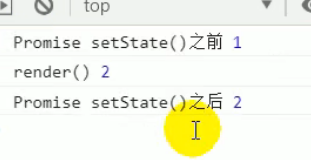 top
Promise setState()之前 1
render() 2
Promise setState()之后 2